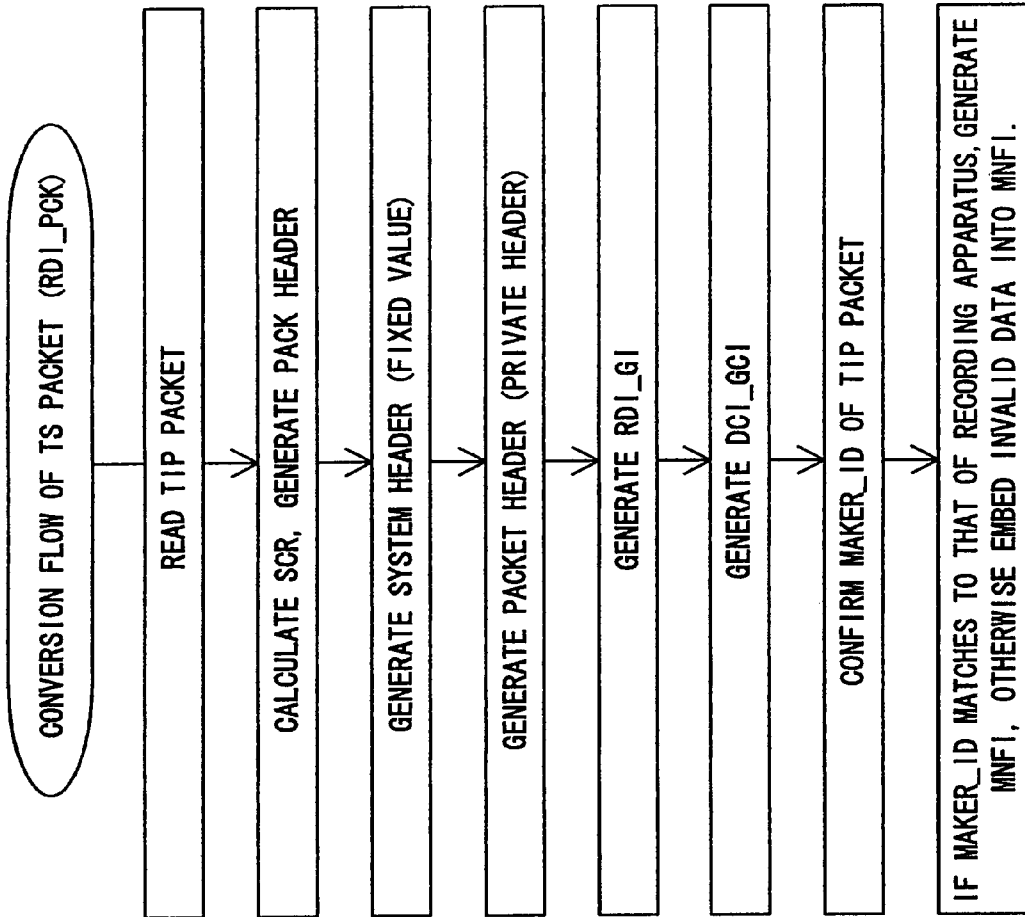 CONVERSION FLOW OF TS PACKET (RDI_PCK)
READ TIP PACKET
CALCULATE SCR, GENERATE PACK HEADER
GENERATE SYSTEM HEADER (FIXED VALUE)
GENERATE PACKET HEADER (PRIVATE HEADER)
GENERATE RDI_GI
GENERATE DCI_GCI
CONFIRM MAKER_ID OF TIP PACKET
IF MAKER_ID MATCHES TO THAT OF RECORDING APPARATUS, GENERATE
MNFI, OTHERWISE EMBED INVALID DATA INTO MNFI.